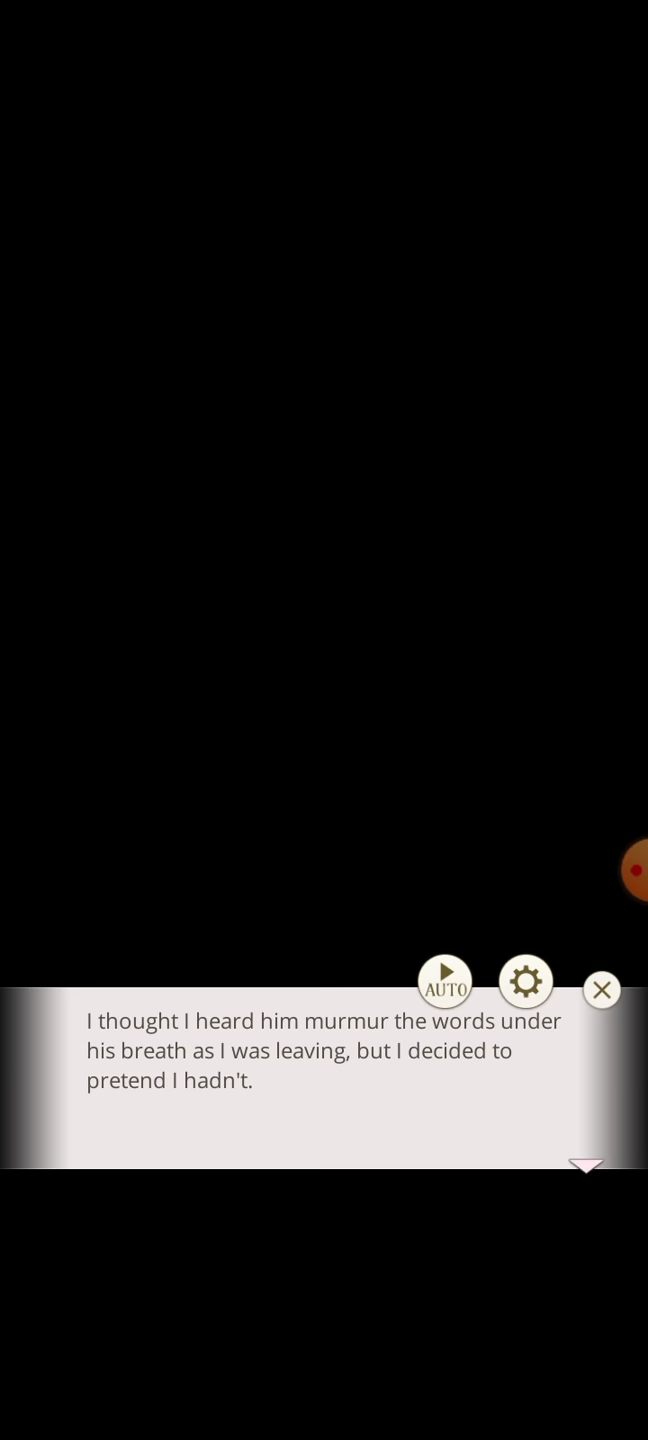 AUTO
I thought I heard him murmur the words under
his breath as I was leaving, but I decided to
pretend I hadn't.